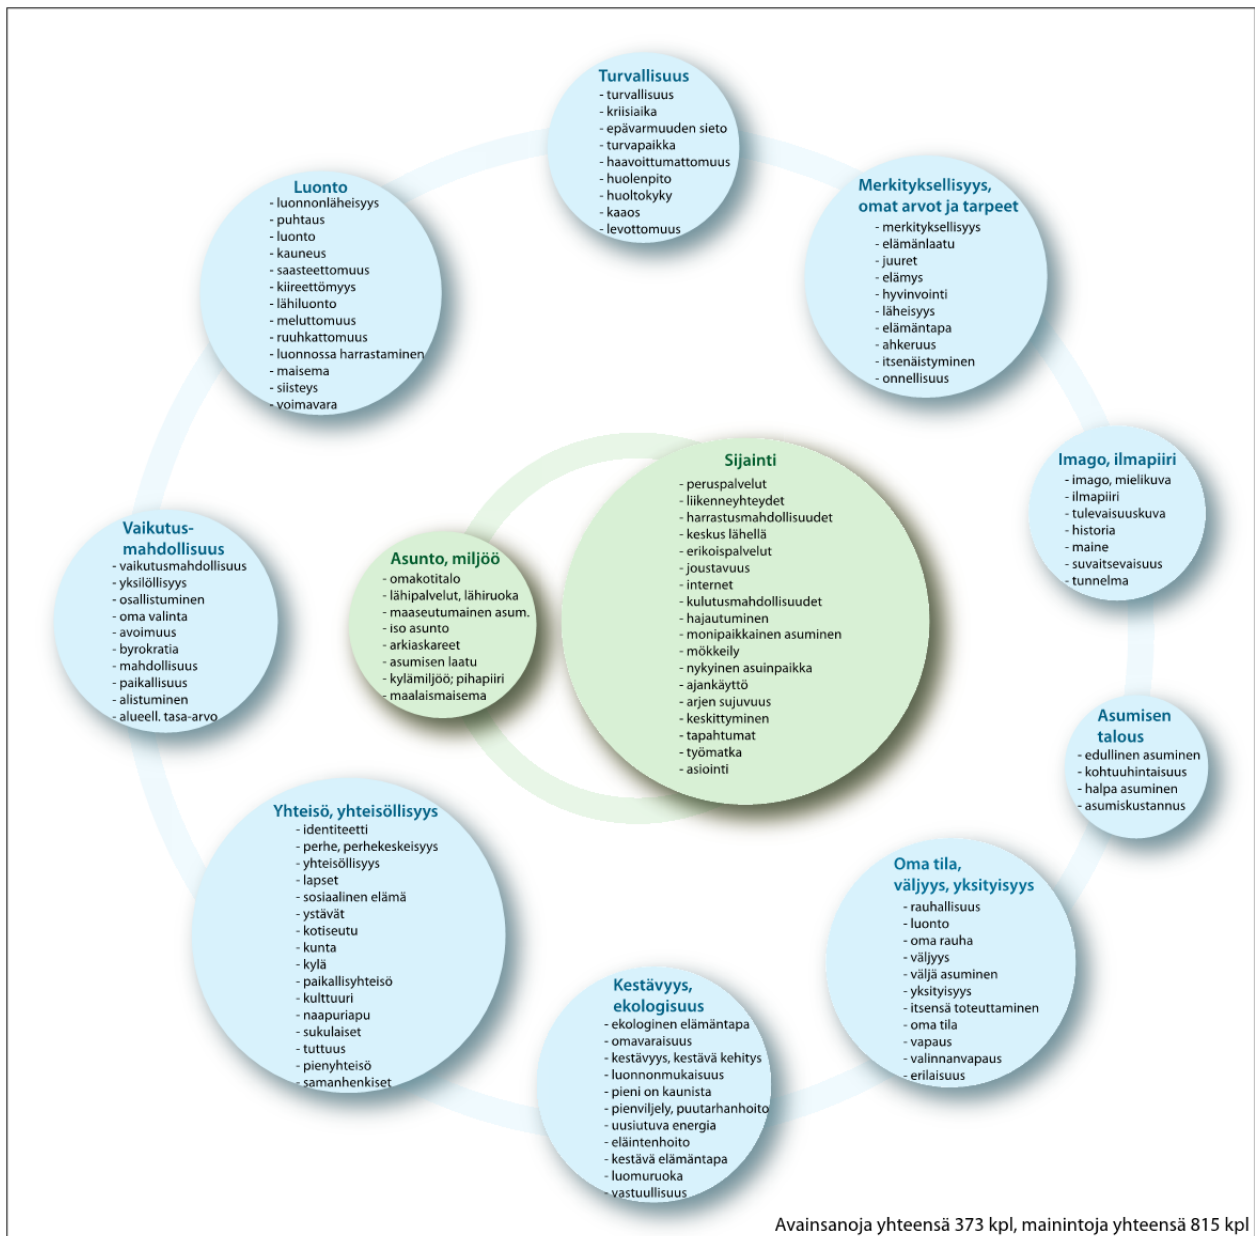 Turvallisuus
- turvallisuus
- kriisiaika
- epävarmuuden sieto
- turvapaikka
- haavoittumattomuus
- huolenpito
- huoltokyky
- kaaos
- levottomuus
Merkityksellisyys,
omat arvot ja tarpeet
- merkityksellisyys
- elämänlaatu
- juuret
- elämys
- hyvinvointi
- läheisyys
- elämäntapa
- ahkeruus
- itsenäistyminen
- onnellisuus
Luonto
- luonnonläheisyys
- puhtaus
- luonto
- kauneus
- saasteettomuus
- kiireettömyys
- lähiluonto
- meluttomuus
- ruuhkattomuus
- luonnossa harrastaminen
- maisema
- siisteys
- voimavara
Imago, ilmapiiri
- imago, mielikuva
- ilmapiiri
- tulevaisuuskuva
- historia
- maine
- suvaitsevaisuus
- tunnelma
Sijainti
- peruspalvelut
- liikenneyhteydet
- harrastusmahdollisuudet
- keskus lähellä
- erikoispalvelut
- joustavuus
- internet
- kulutusmahdollisuudet
- hajautuminen
- monipaikkainen asuminen
- mökkeily
- nykyinen asuinpaikka
- ajankäyttö
- arjen sujuvuus
- keskittyminen
- tapahtumat
- työmatka
- asiointi
Asunto, miljöö
- omakotitalo
- lähipalvelut, lähiruoka
- maaseutumainen asum.
- iso asunto
- arkiaskareet
- asumisen laatu
- kylämiljöö; pihapiiri
- maalaismaisema
Vaikutus-
mahdollisuus
- vaikutusmahdollisuus
- yksilöllisyys
- osallistuminen
- oma valinta
- avoimuus
- byrokratia
- mahdollisuus
- paikallisuus
- alistuminen
- alueell. tasa-arvo
Asumisen
talous
- edullinen asuminen
- kohtuuhintaisuus
- halpa asuminen
- asumiskustannus
Yhteisö, yhteisöllisyys
- identiteetti
- perhe, perhekeskeisyys
- yhteisöllisyys
- lapset
- sosiaalinen elämä
- ystävät
- kotiseutu
- kunta
- kylä
- paikallisyhteisö
- kulttuuri
- naapuriapu
- sukulaiset
- tuttuus
- pienyhteisö
- samanhenkiset
Oma tila,
väljyys, yksityisyys
- rauhallisuus
- luonto
- oma rauha
- väljyys
- väljä asuminen
- yksityisyys
- itsensä toteuttaminen
- oma tila
- vapaus
- valinnanvapaus
- erilaisuus
Kestävyys,
ekologisuus
- ekologinen elämäntapa
- omavaraisuus
- kestävyys, kestävä kehitys
- luonnonmukaisuus
- pieni on kaunista
- pienviljely, puutarhanhoito
- uusiutuva energia
- eläintenhoito
- kestävä elämäntapa
- luomuruoka
- vastuullisuus
Avainsanoja yhteensä 373 kpl, mainintoja yhteensä 815 kpl